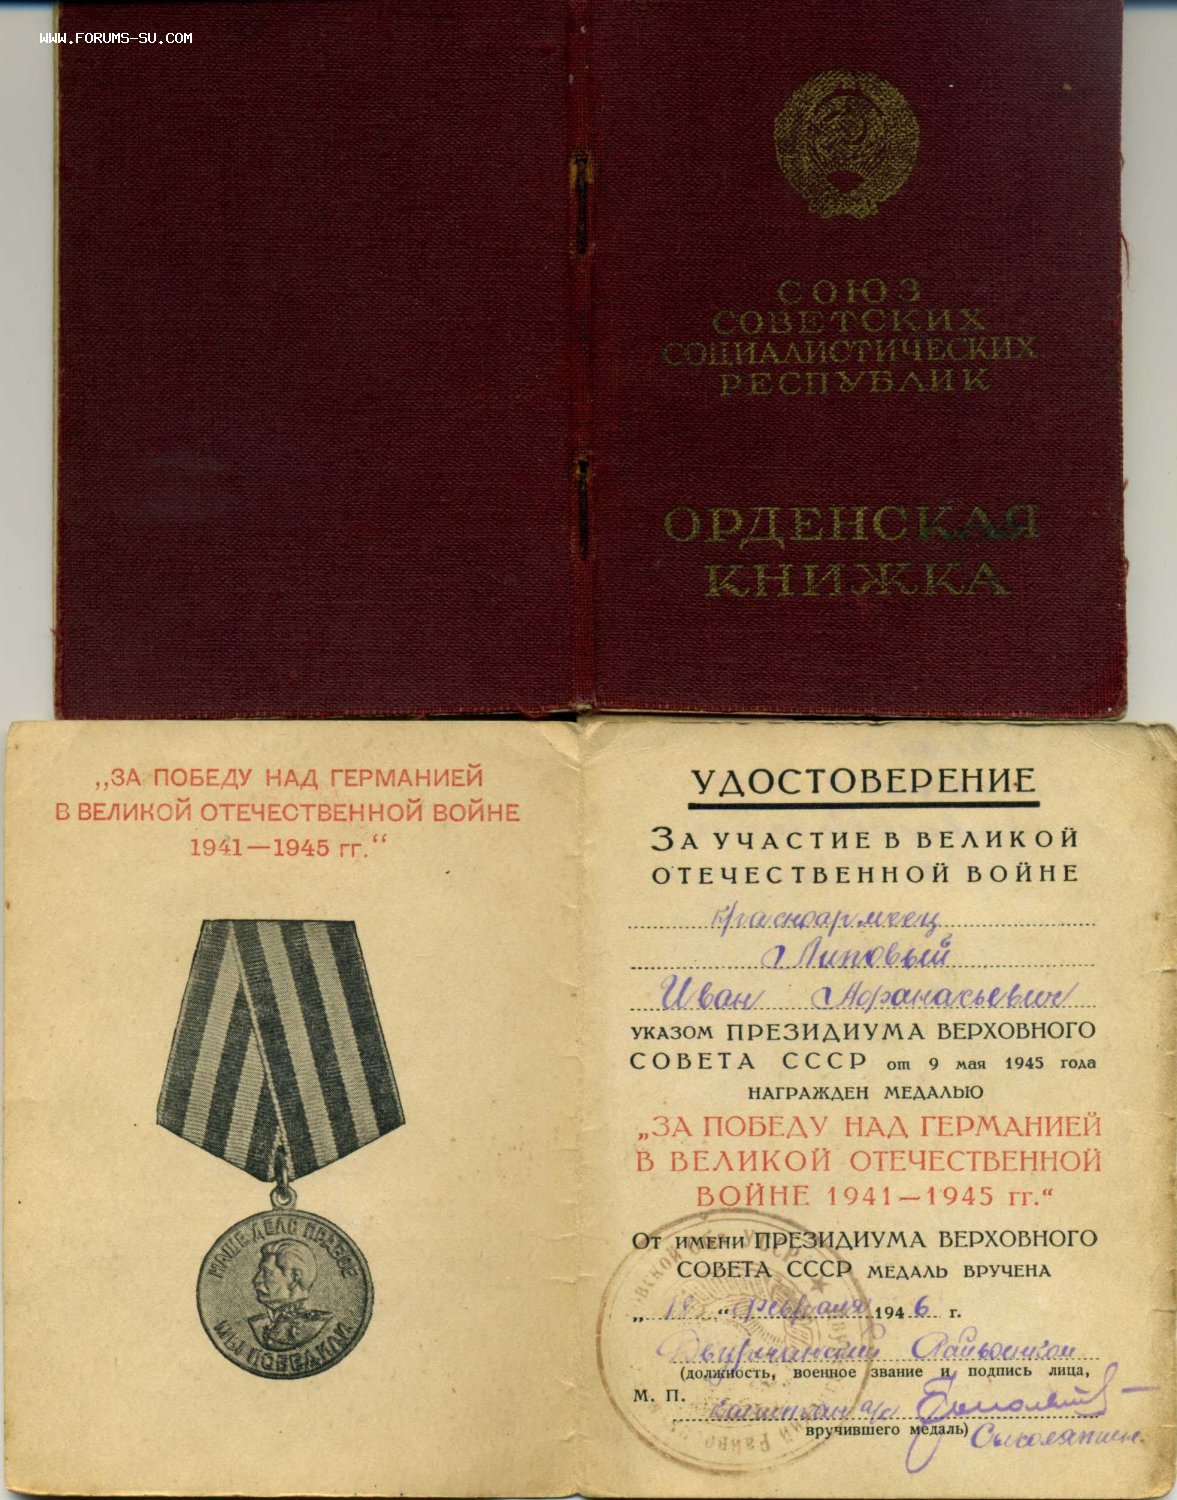 WWW.FORUMS-SU.COM
СОЮЗ
СОВЕТСКИХ
СОЦИАЛИСТИЧЕСКИХ
РЕСПУБЛИК
ОРДЕНСКАЯ
КНИЖКА
„ЗА ПОБЕДУ НАД ГЕРМАНИЕЙ
В ВЕЛИКОЙ ОТЕЧЕСТВЕННОЙ ВОЙНЕ
1941—1945 гг.“
НАШЕ ДЕЛО ПРАВОЕ
МЫ ПОБЕДИЛИ
УДОСТОВЕРЕНИЕ
ЗА УЧАСТИЕ В ВЕЛИКОЙ
ОТЕЧЕСТВЕННОЙ ВОЙНЕ
красноармеец
Липовый
Иван Афанасьевич
УКАЗОМ ПРЕЗИДИУМА ВЕРХОВНОГО
СОВЕТА СССР от 9 мая 1945 года
НАГРАЖДЕН МЕДАЛЬЮ
„ЗА ПОБЕДУ НАД ГЕРМАНИЕЙ
В ВЕЛИКОЙ ОТЕЧЕСТВЕННОЙ
ВОЙНЕ 1941—1945 гг.“
ОТ ИМЕНИ ПРЕЗИДИУМА ВЕРХОВНОГО
СОВЕТА СССР МЕДАЛЬ ВРУЧЕНА
„ “ февраля 1946 г.
Двуречанский Райвоенком
(должность, военное звание и подпись лица,
М. П.
капитан а/с
вручившего медаль)